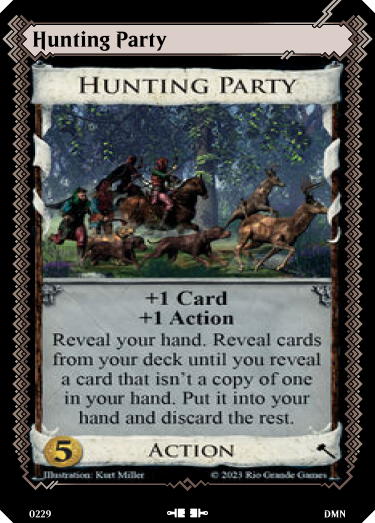 Hunting Party
HUNTING PARTY
+1 Card
+1 Action
Reveal your hand. Reveal cards
from your deck until you reveal
a card that isn't a copy of one
in your hand. Put it into your
hand and discard the rest.
5
ACTION
Illustration: Kurt Miller
© 2023 Rio Grande Games
0229
DMN